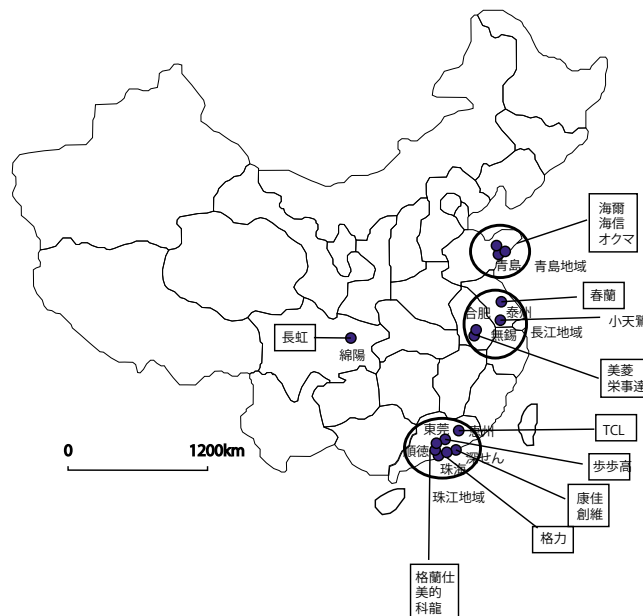 海爾
海信
オクマ
青島
青島地域
春蘭
合肥
泰州
小天鵞
長虹
無錫
長江地域
綿陽
美菱
栄事達
東莞
恵州
TCL
0
1200km
順徳
深せん
歩歩高
珠海
珠江地域
康佳
創維
格力
格蘭仕
美的
科龍